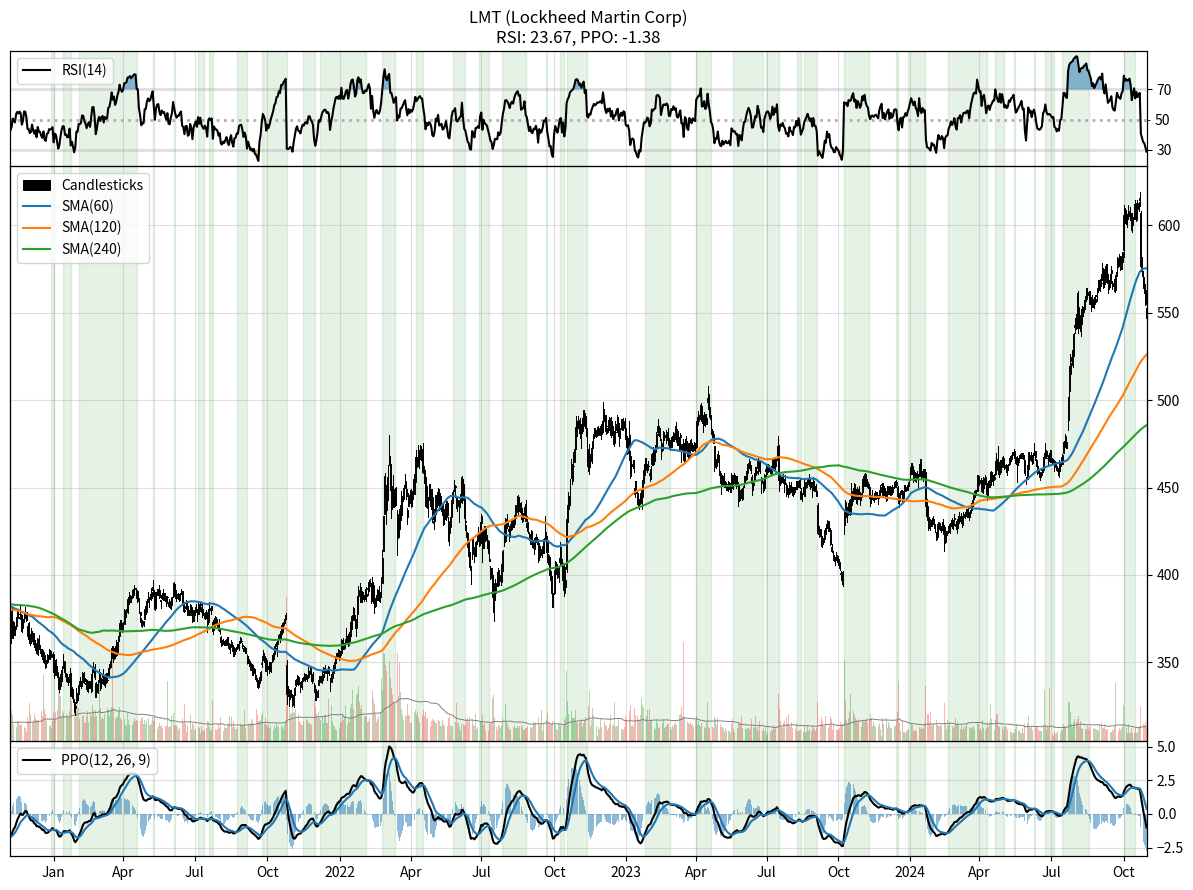 LMT (Lockheed Martin Corp)
RSI: 23.67, PPO: -1.38
RSI(14)
70
50
30
Candlesticks
SMA(60)
SMA(120)
SMA(240)
600
550
500
450
400
350
PPO(12, 26, 9)
5.0
2.5
0.0
−2.5
Jan Apr Jul Oct 2022 Apr Jul Oct 2023 Apr Jul Oct 2024 Apr Jul Oct